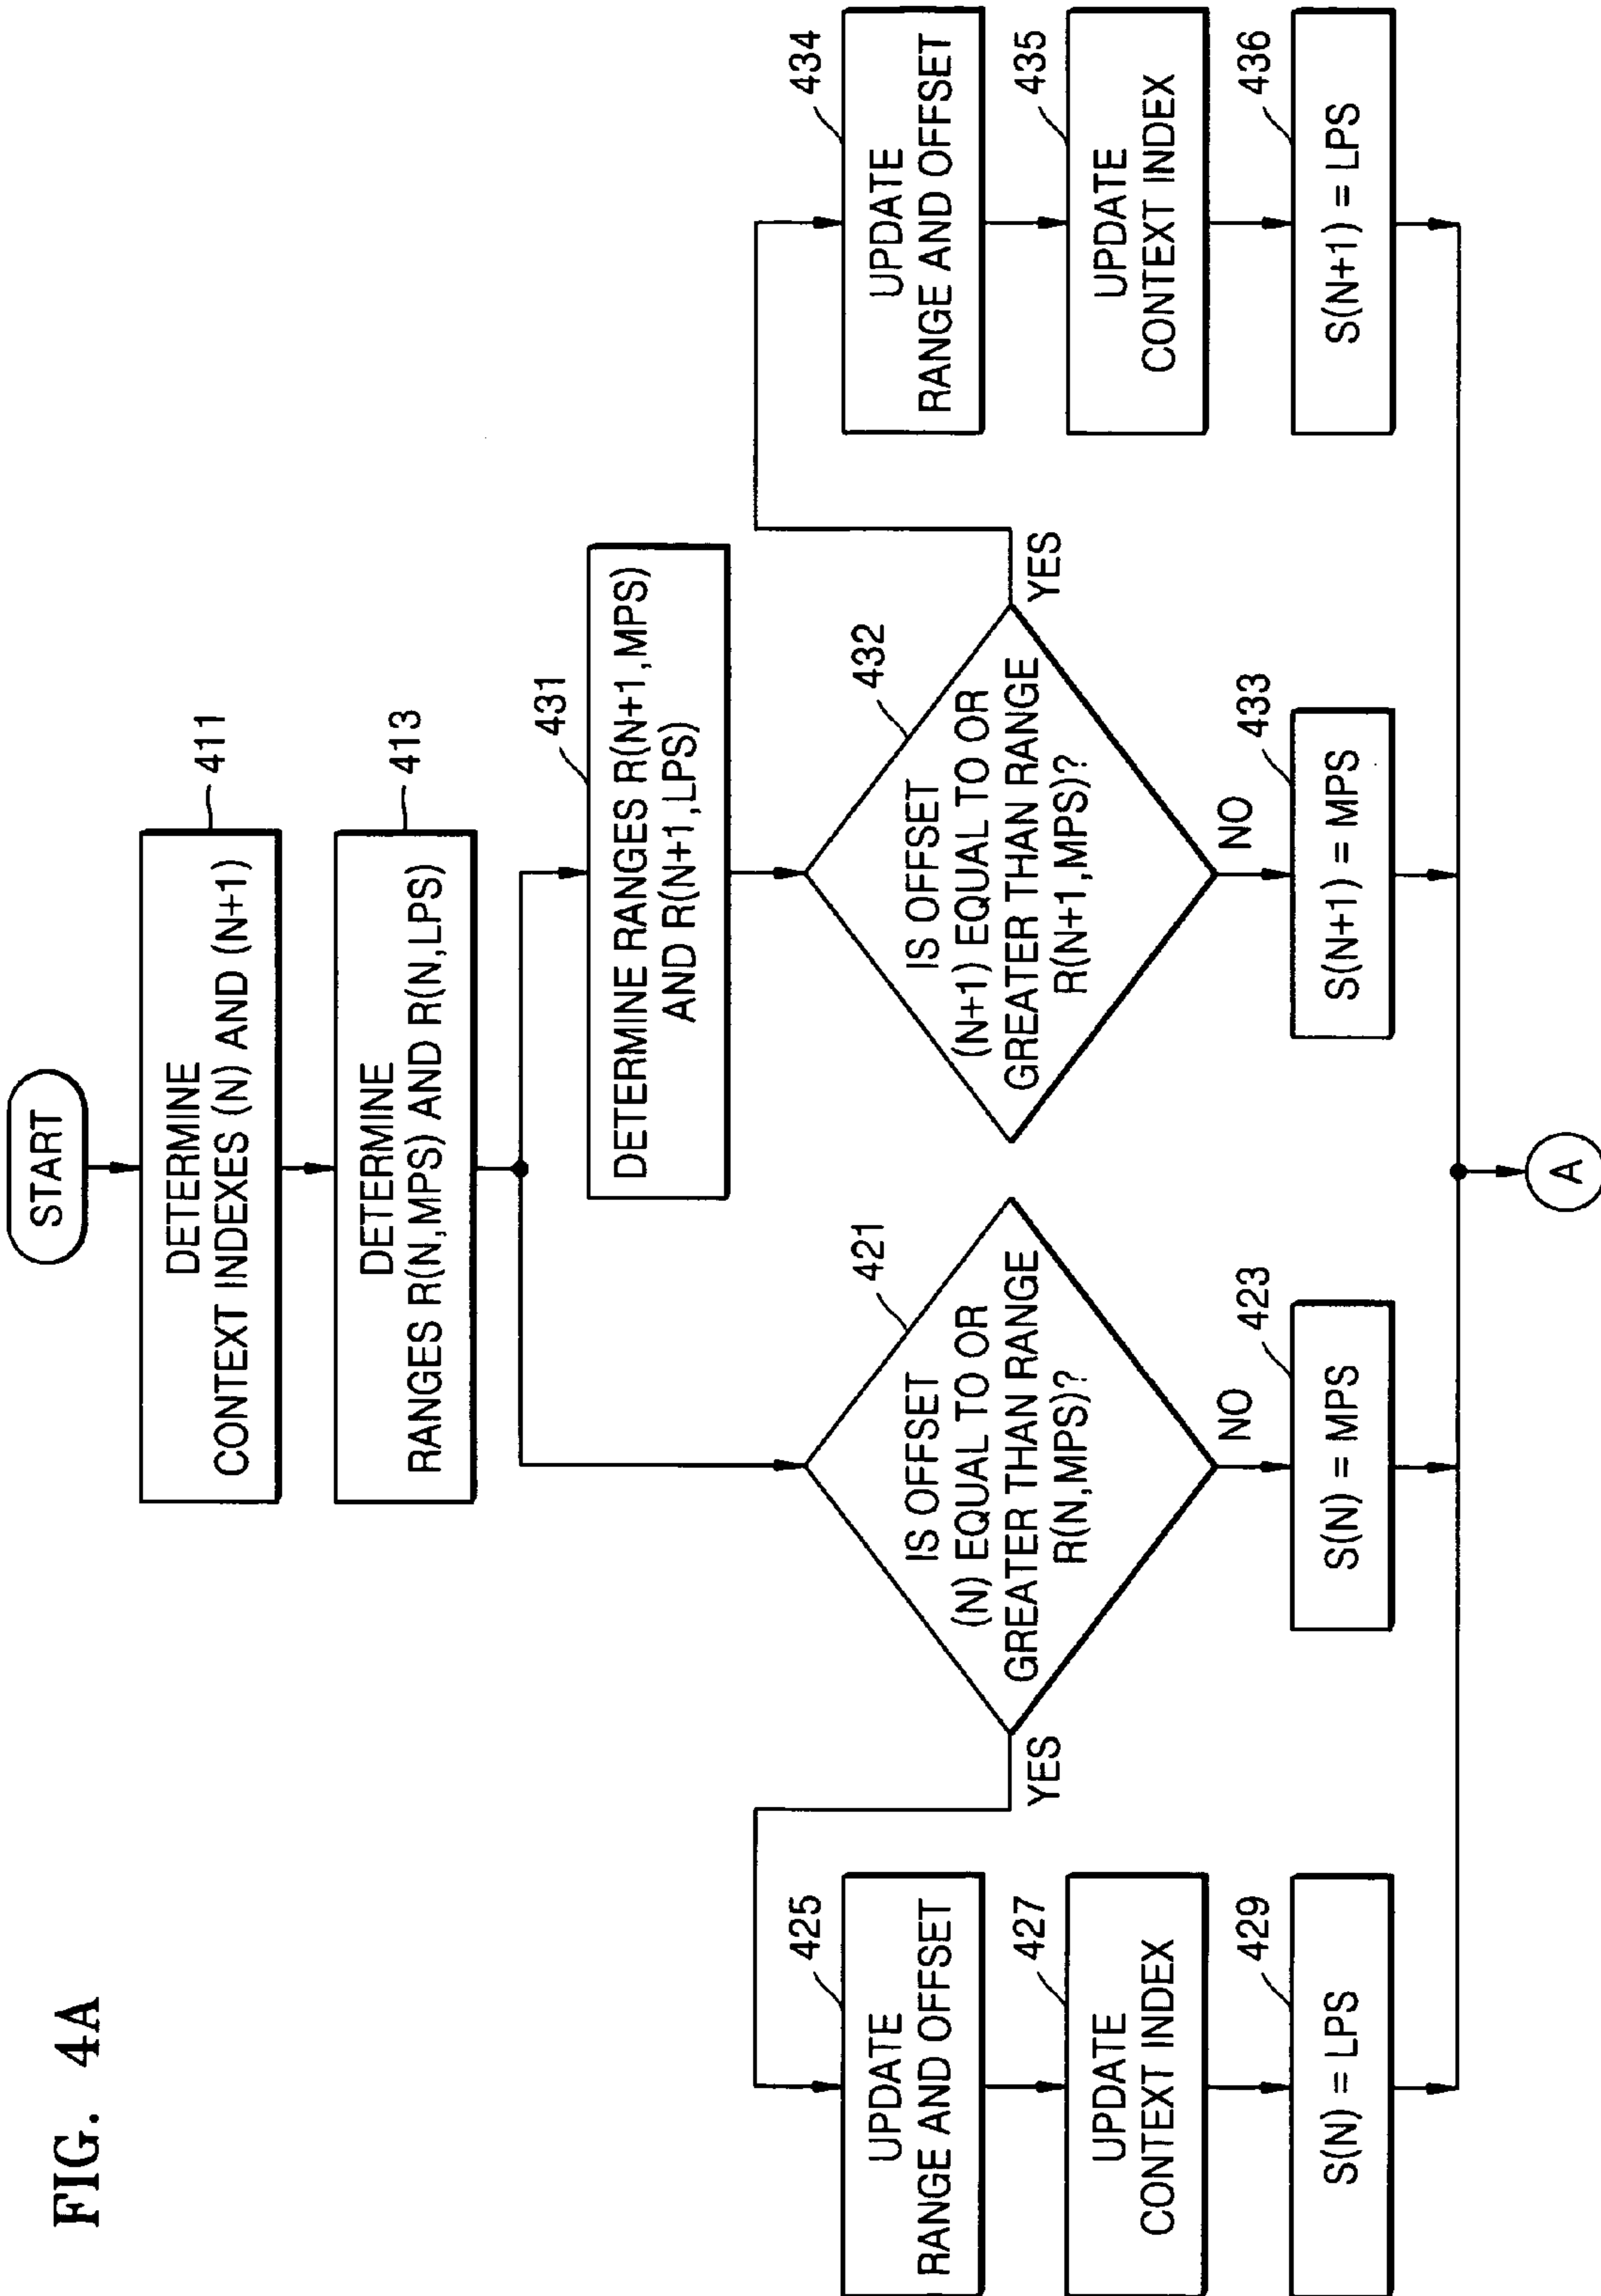 FIG. 4A
START
DETERMINE
CONTEXT INDEXES (N) AND (N+1)
411
DETERMINE
RANGES R(N,MPS) AND R(N,LPS)
413
DETERMINE RANGES R(N+1,MPS)
AND R(N+1,LPS)
431
IS OFFSET
(N) EQUAL TO OR
GREATER THAN RANGE
R(N,MPS)?
421
YES
NO
IS OFFSET
(N+1) EQUAL TO OR
GREATER THAN RANGE
R(N+1,MPS)?
432
YES
NO
UPDATE
RANGE AND OFFSET
425
UPDATE
CONTEXT INDEX
427
S(N) = LPS
429
S(N) = MPS
423
S(N+1) = MPS
433
UPDATE
RANGE AND OFFSET
434
UPDATE
CONTEXT INDEX
435
S(N+1) = LPS
436
A